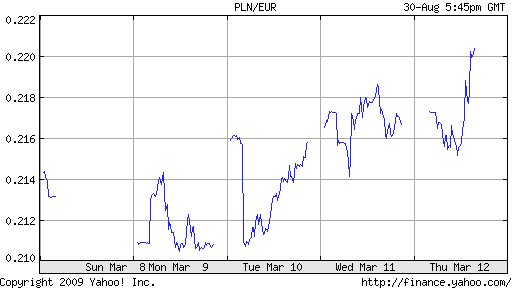 PLN/EUR 30-Aug 5:45pm GMT
0.222
0.220
0.218
0.216
0.214
0.212
0.210
Sun Mar 8 Mon Mar 9 Tue Mar 10 Wed Mar 11 Thu Mar 12
Copyright 2009 Yahoo! Inc. http://finance.yahoo.com/